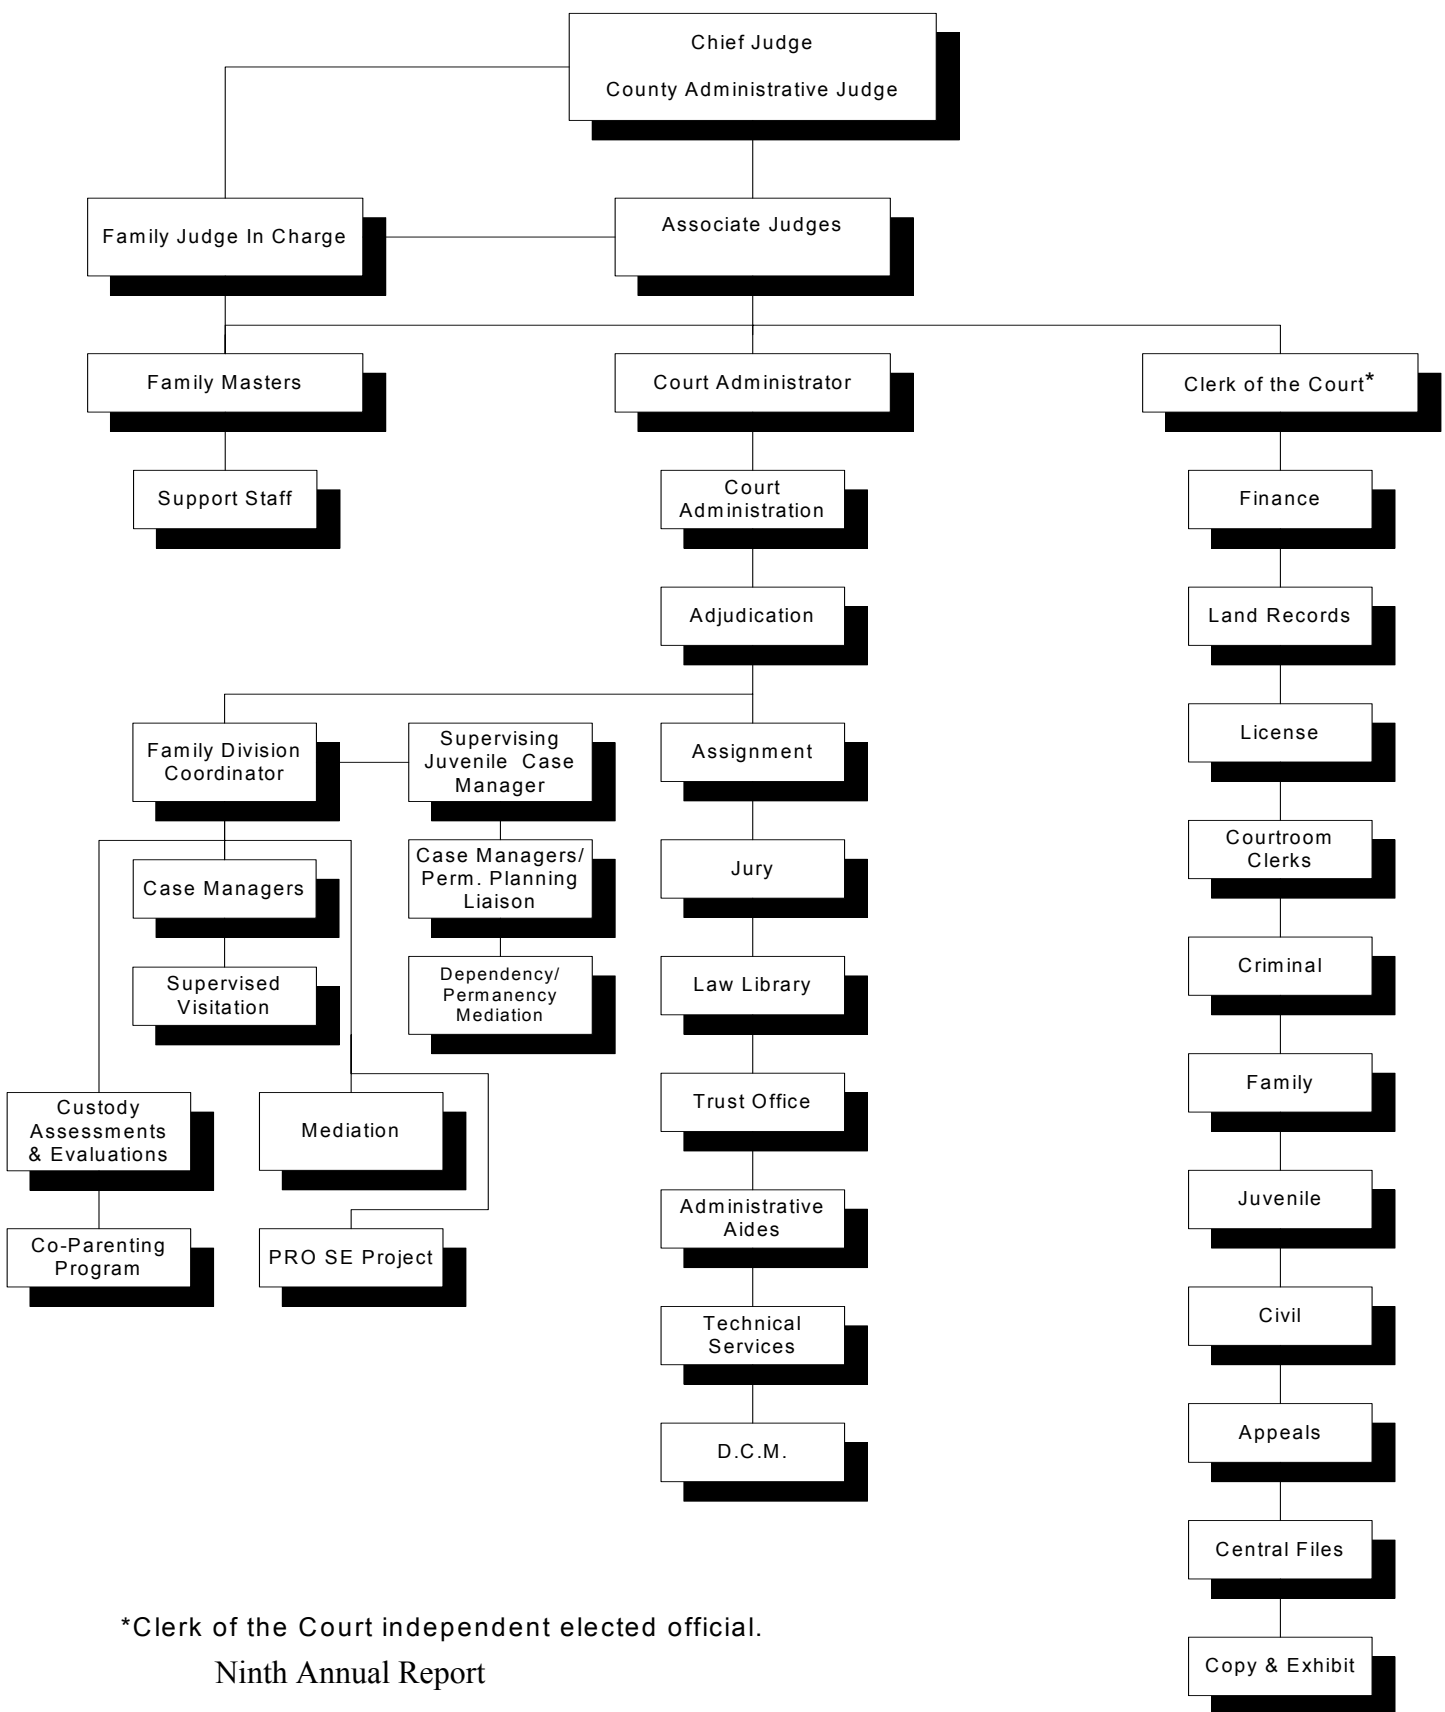 Chief Judge
County Administrative Judge
Family Judge In Charge
Associate Judges
Family Masters
Court Administrator
Clerk of the Court*
Support Staff
Court
Administration
Finance
Adjudication
Land Records
Family Division
Coordinator
Supervising
Juvenile Case
Manager
Assignment
License
Case Managers
Case Managers/
Perm. Planning
Liaison
Jury
Courtroom
Clerks
Supervised
Visitation
Dependency/
Permanency
Mediation
Law Library
Criminal
Custody
Assessments
& Evaluations
Mediation
Trust Office
Family
Co-Parenting
Program
PRO SE Project
Administrative
Aides
Juvenile
Technical
Services
Civil
D.C.M.
Appeals
Central Files
Copy & Exhibit
*Clerk of the Court independent elected official.
Ninth Annual Report